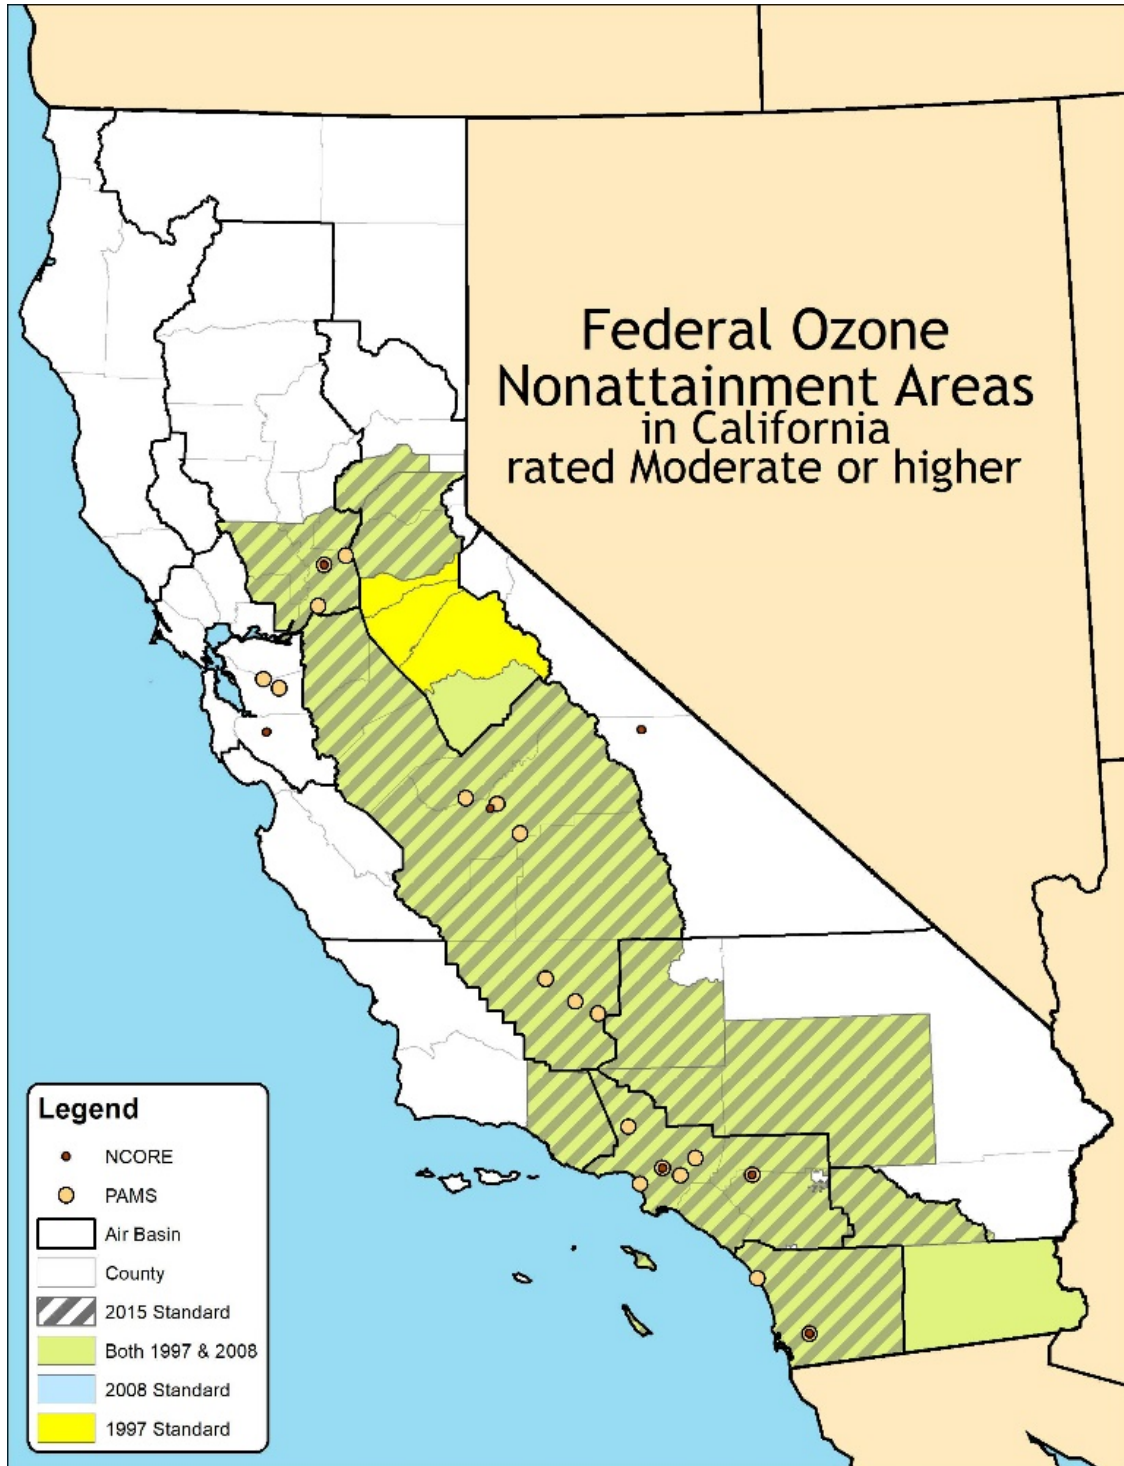 Federal Ozone
Nonattainment Areas
in California
rated Moderate or higher
Legend
NCORE
PAMS
Air Basin
County
2015 Standard
Both 1997 & 2008
2008 Standard
1997 Standard